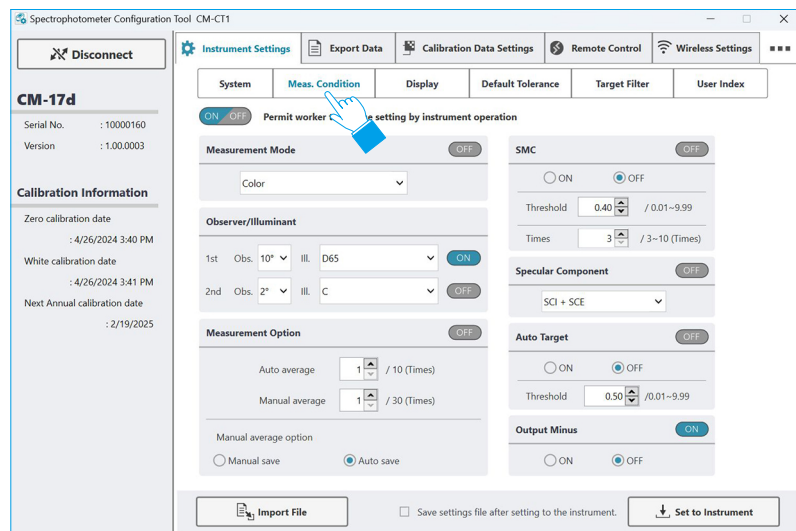 Spectrophotometer Configuration Tool CM-CT1
Disconnect
CM-17d
Serial No. : 10000160
Version : 1.00.0003
Calibration Information
Zero calibration date
: 4/26/2024 3:40 PM
White calibration date
: 4/26/2024 3:41 PM
Next Annual calibration date
: 2/19/2025
Instrument Settings Export Data Calibration Data Settings Remote Control Wireless Settings
System Meas. Condition Display Default Tolerance Target Filter User Index
ON OFF Permit worker e setting by instrument operation
Measurement Mode OFF
Color
Observer/Illuminant
1st Obs. 10° Ill. D65 ON
2nd Obs. 2° Ill. C OFF
Measurement Option OFF
Auto average 1 / 10 (Times)
Manual average 1 / 30 (Times)
Manual average option
Manual save Auto save
SMC OFF
ON OFF
Threshold 0.40 / 0.01~9.99
Times 3 / 3~10 (Times)
Specular Component OFF
SCI + SCE
Auto Target OFF
ON OFF
Threshold 0.50 /0.01~9.99
Output Minus ON
ON OFF
Import File Save settings file after setting to the instrument. Set to Instrument